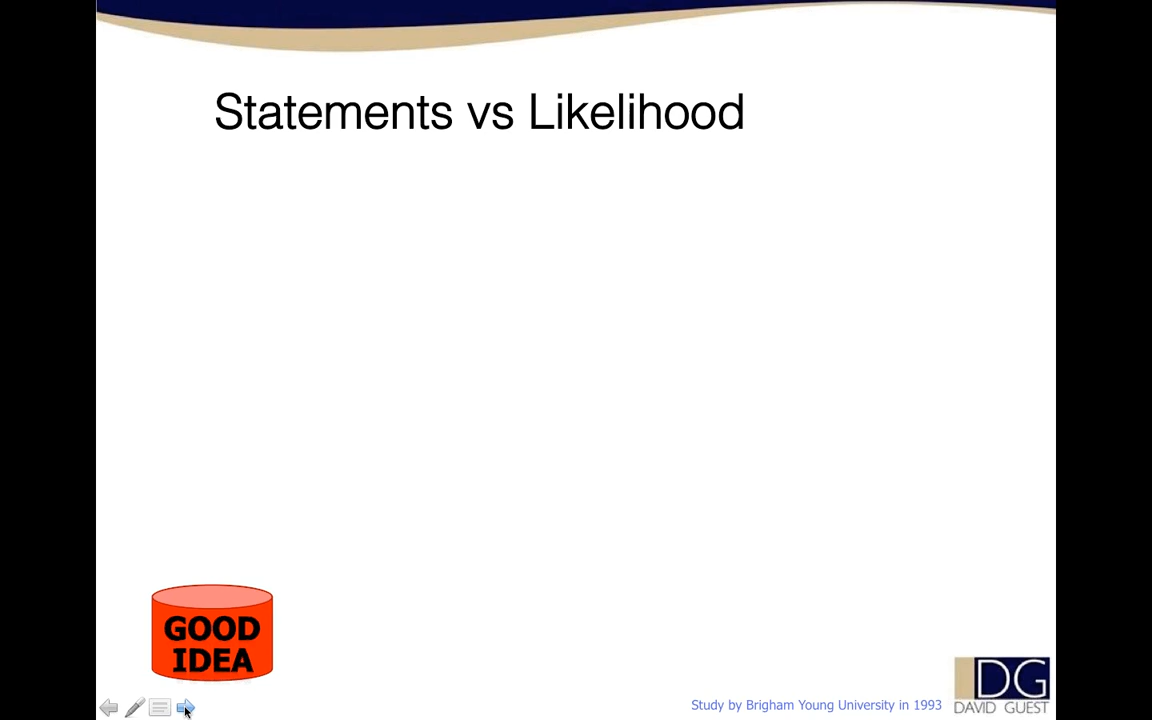 Statements vs Likelihood
GOOD
IDEA
Study by Brigham Young University in 1993
DG
DAVID GUEST